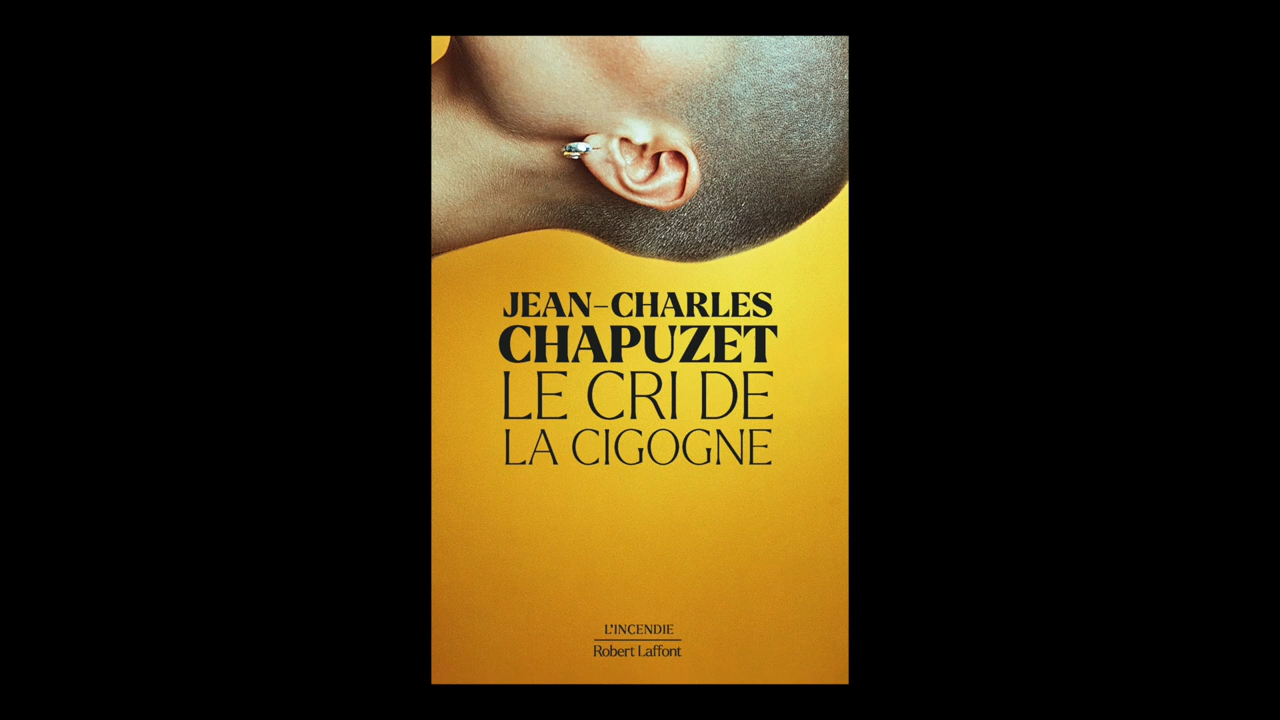 JEAN-CHARLES
CHAPUZET
LE CRI DE
LA CIGOGNE
L'INCENDIE
Robert Laffont